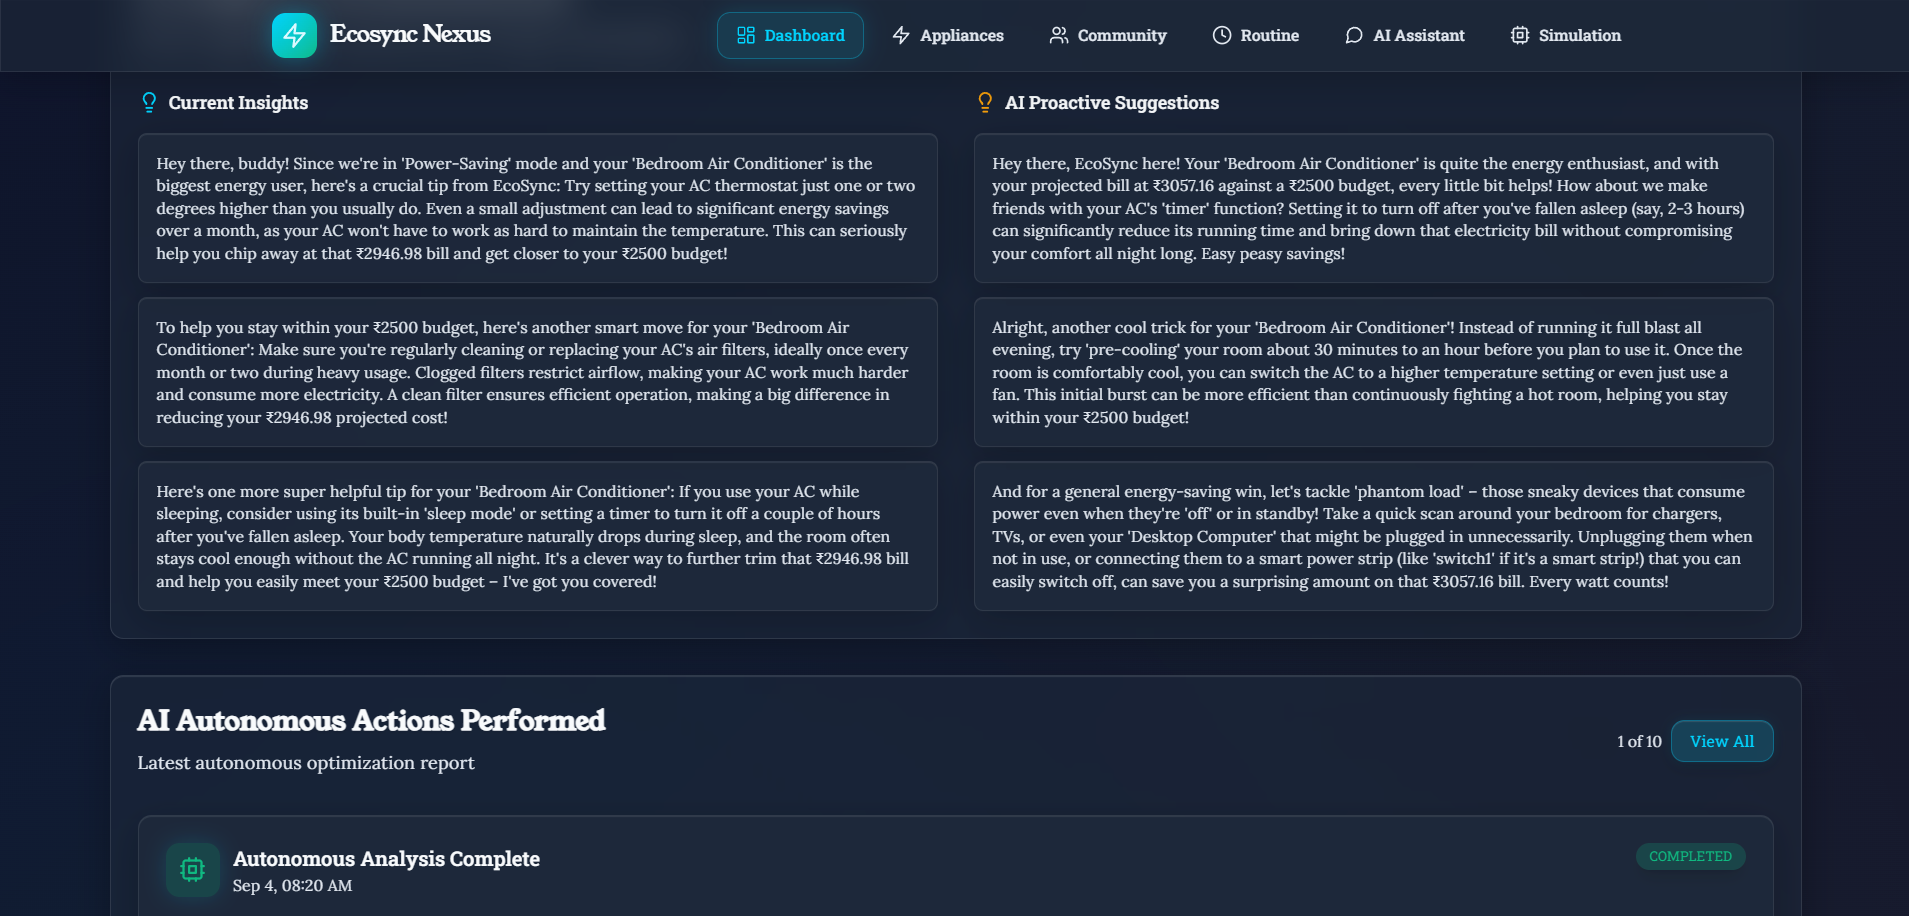 Ecosync Nexus
Dashboard
Appliances
Community
Routine
AI Assistant
Simulation
Current Insights
Hey there, buddy! Since we're in 'Power-Saving' mode and your 'Bedroom Air Conditioner' is the
biggest energy user, here's a crucial tip from EcoSync: Try setting your AC thermostat just one or two
degrees higher than you usually do. Even a small adjustment can lead to significant energy savings
over a month, as your AC won't have to work as hard to maintain the temperature. This can seriously
help you chip away at that ₹2946.98 bill and get closer to your ₹2500 budget!
To help you stay within your ₹2500 budget, here's another smart move for your 'Bedroom Air
Conditioner': Make sure you're regularly cleaning or replacing your AC's air filters, ideally once every
month or two during heavy usage. Clogged filters restrict airflow, making your AC work much harder
and consume more electricity. A clean filter ensures efficient operation, making a big difference in
reducing your ₹2946.98 projected cost!
Here's one more super helpful tip for your 'Bedroom Air Conditioner': If you use your AC while
sleeping, consider using its built-in 'sleep mode' or setting a timer to turn it off a couple of hours
after you've fallen asleep. Your body temperature naturally drops during sleep, and the room often
stays cool enough without the AC running all night. It's a clever way to further trim that ₹2946.98 bill
and help you easily meet your ₹2500 budget – I've got you covered!
AI Proactive Suggestions
Hey there, EcoSync here! Your 'Bedroom Air Conditioner' is quite the energy enthusiast, and with
your projected bill at ₹3057.16 against a ₹2500 budget, every little bit helps! How about we make
friends with your AC's 'timer' function? Setting it to turn off after you've fallen asleep (say, 2-3 hours)
can significantly reduce its running time and bring down that electricity bill without compromising
your comfort all night long. Easy peasy savings!
Alright, another cool trick for your 'Bedroom Air Conditioner'! Instead of running it full blast all
evening, try 'pre-cooling' your room about 30 minutes to an hour before you plan to use it. Once the
room is comfortably cool, you can switch the AC to a higher temperature setting or even just use a
fan. This initial burst can be more efficient than continuously fighting a hot room, helping you stay
within your ₹2500 budget!
And for a general energy-saving win, let's tackle 'phantom load' – those sneaky devices that consume
power even when they're 'off' or in standby! Take a quick scan around your bedroom for chargers,
TVs, or even your 'Desktop Computer' that might be plugged in unnecessarily. Unplugging them when
not in use, or connecting them to a smart power strip (like 'switch1' if it's a smart strip!) that you can
easily switch off, can save you a surprising amount on that ₹3057.16 bill. Every watt counts!
AI Autonomous Actions Performed
Latest autonomous optimization report
1 of 10
View All
Autonomous Analysis Complete
Sep 4, 08:20 AM
COMPLETED